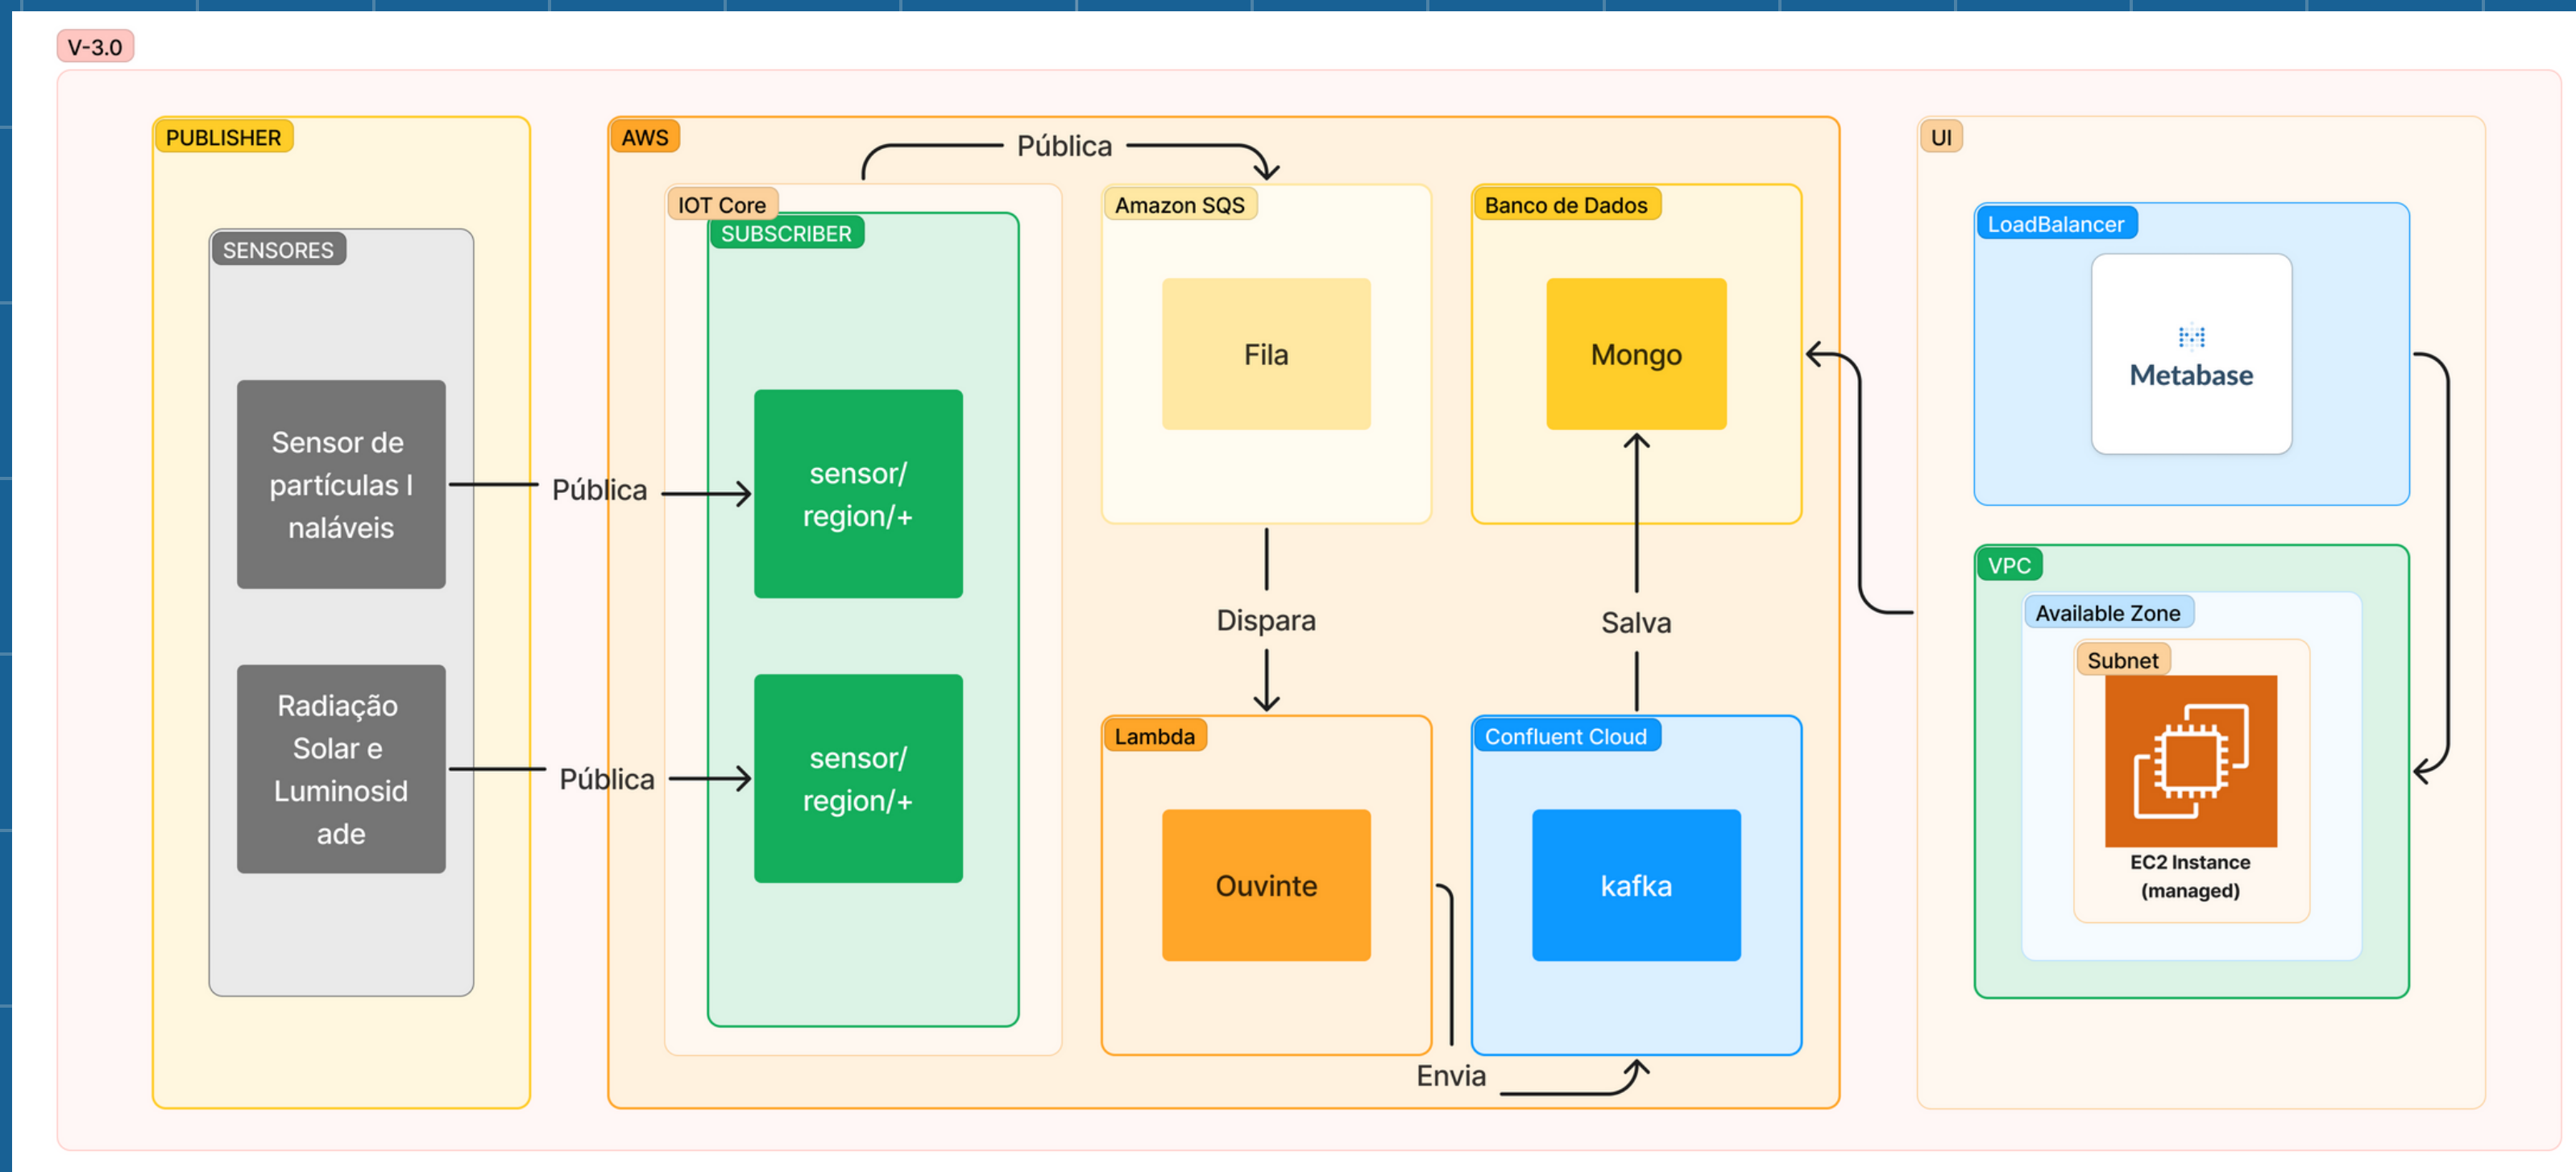 V-3.0
PUBLISHER
SENSORES
Sensor de
partículas I
naláveis
Radiação
Solar e
Luminosid
ade
Pública
Pública
AWS
Pública
IOT Core
SUBSCRIBER
sensor/
region/+
sensor/
region/+
Amazon SQS
Fila
Dispara
Lambda
Ouvinte
Envia
Banco de Dados
Mongo
Salva
Confluent Cloud
kafka
UI
LoadBalancer
Metabase
VPC
Available Zone
Subnet
EC2 Instance
(managed)